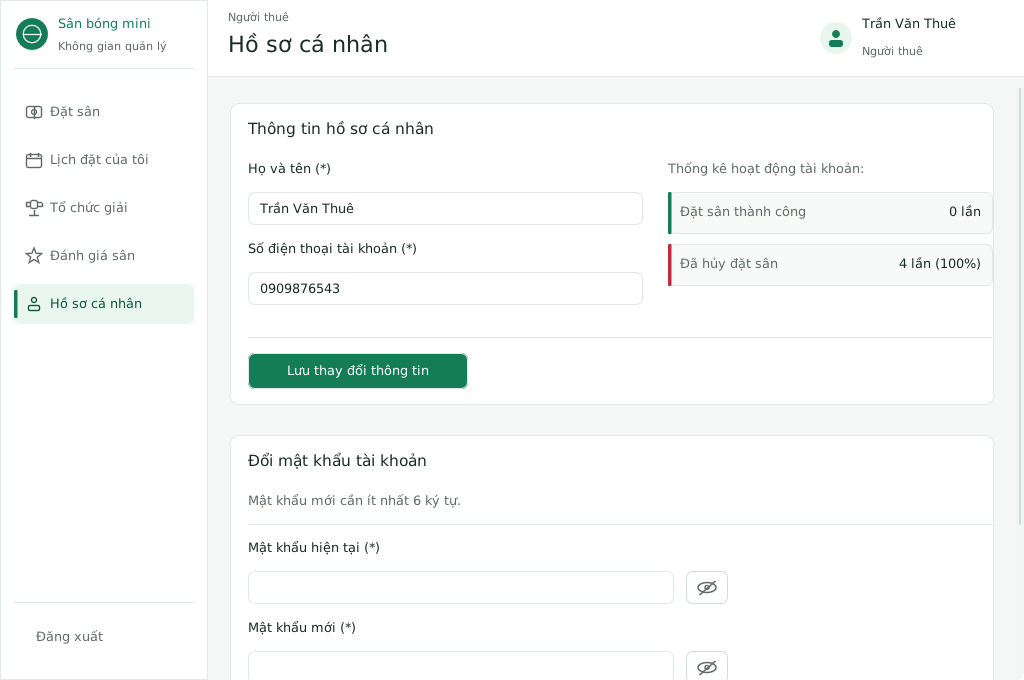 Sân bóng mini
Không gian quản lý
Đặt sân
Lịch đặt của tôi
Tổ chức giải
Đánh giá sân
Hồ sơ cá nhân
Đăng xuất
Người thuê
Hồ sơ cá nhân
Trần Văn Thuê
Người thuê
Thông tin hồ sơ cá nhân
Họ và tên (*)
Trần Văn Thuê
Số điện thoại tài khoản (*)
0909876543
Thống kê hoạt động tài khoản:
Đặt sân thành công 0 lần
Đã hủy đặt sân 4 lần (100%)
Lưu thay đổi thông tin
Đổi mật khẩu tài khoản
Mật khẩu mới cần ít nhất 6 ký tự.
Mật khẩu hiện tại (*)
Mật khẩu mới (*)